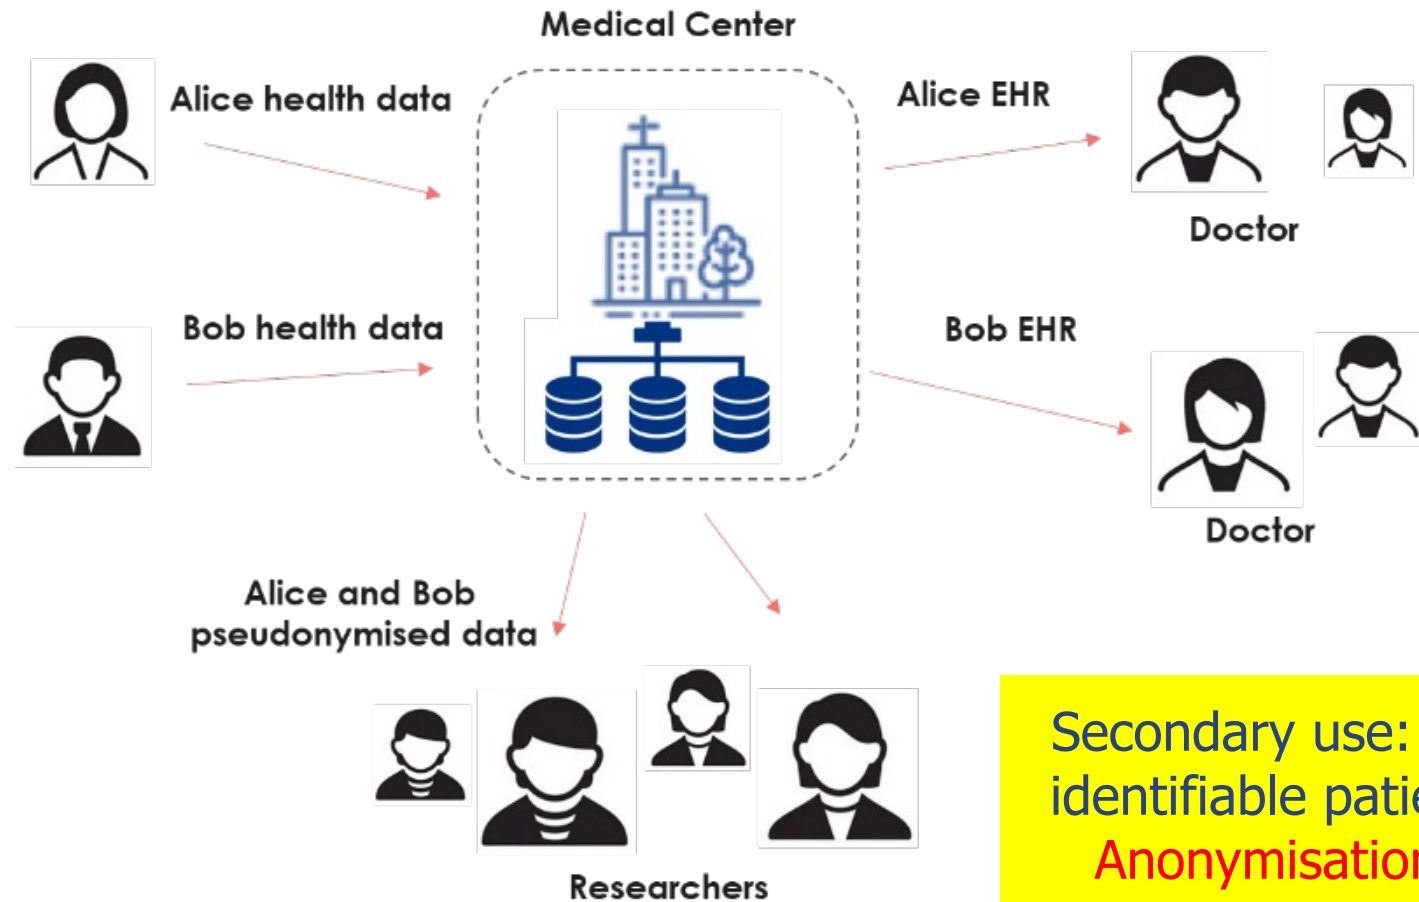 Medical Center
Alice health data
Alice EHR
Doctor
Bob health data
Bob EHR
Doctor
Alice and Bob
pseudonymised data
Researchers
Secondary use:
identifiable
Anonymisation